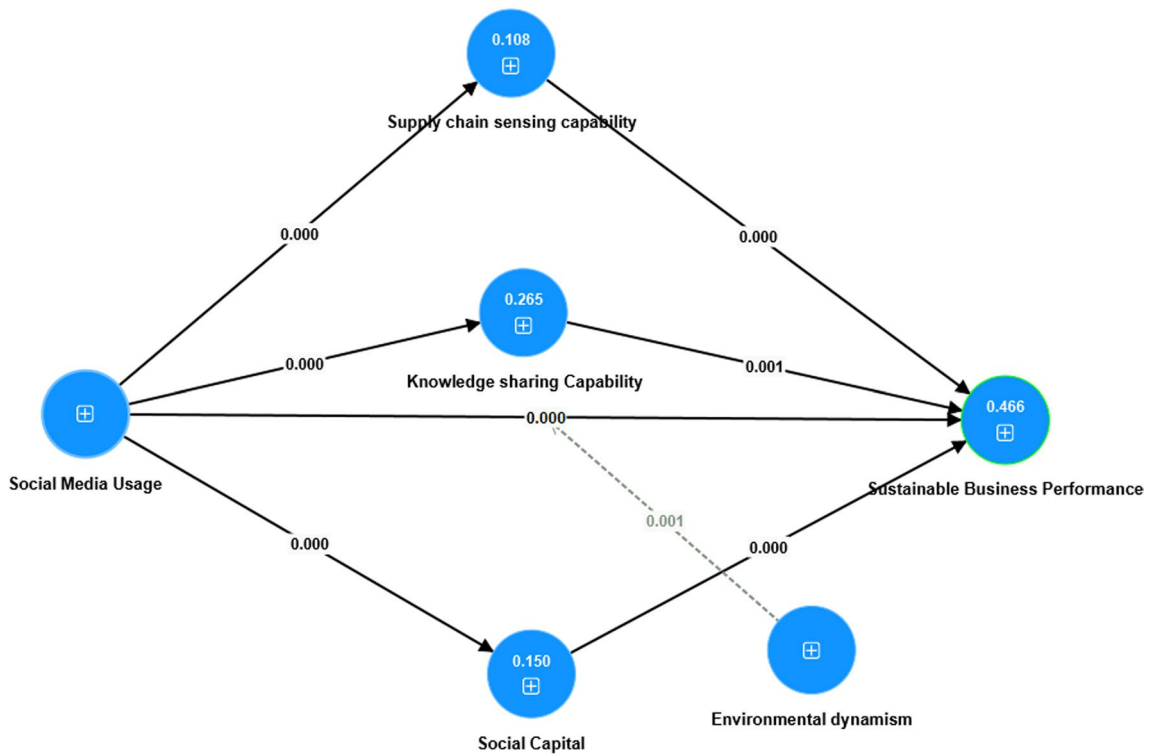 0.108
Supply chain sensing capability
0.000
0.000
0.265
0.000
0.001
Knowledge sharing Capability
0.000
0.466
Social Media Usage
Sustainable Business Performance
0.001
0.000
0.000
0.150
Environmental dynamism
Social Capital